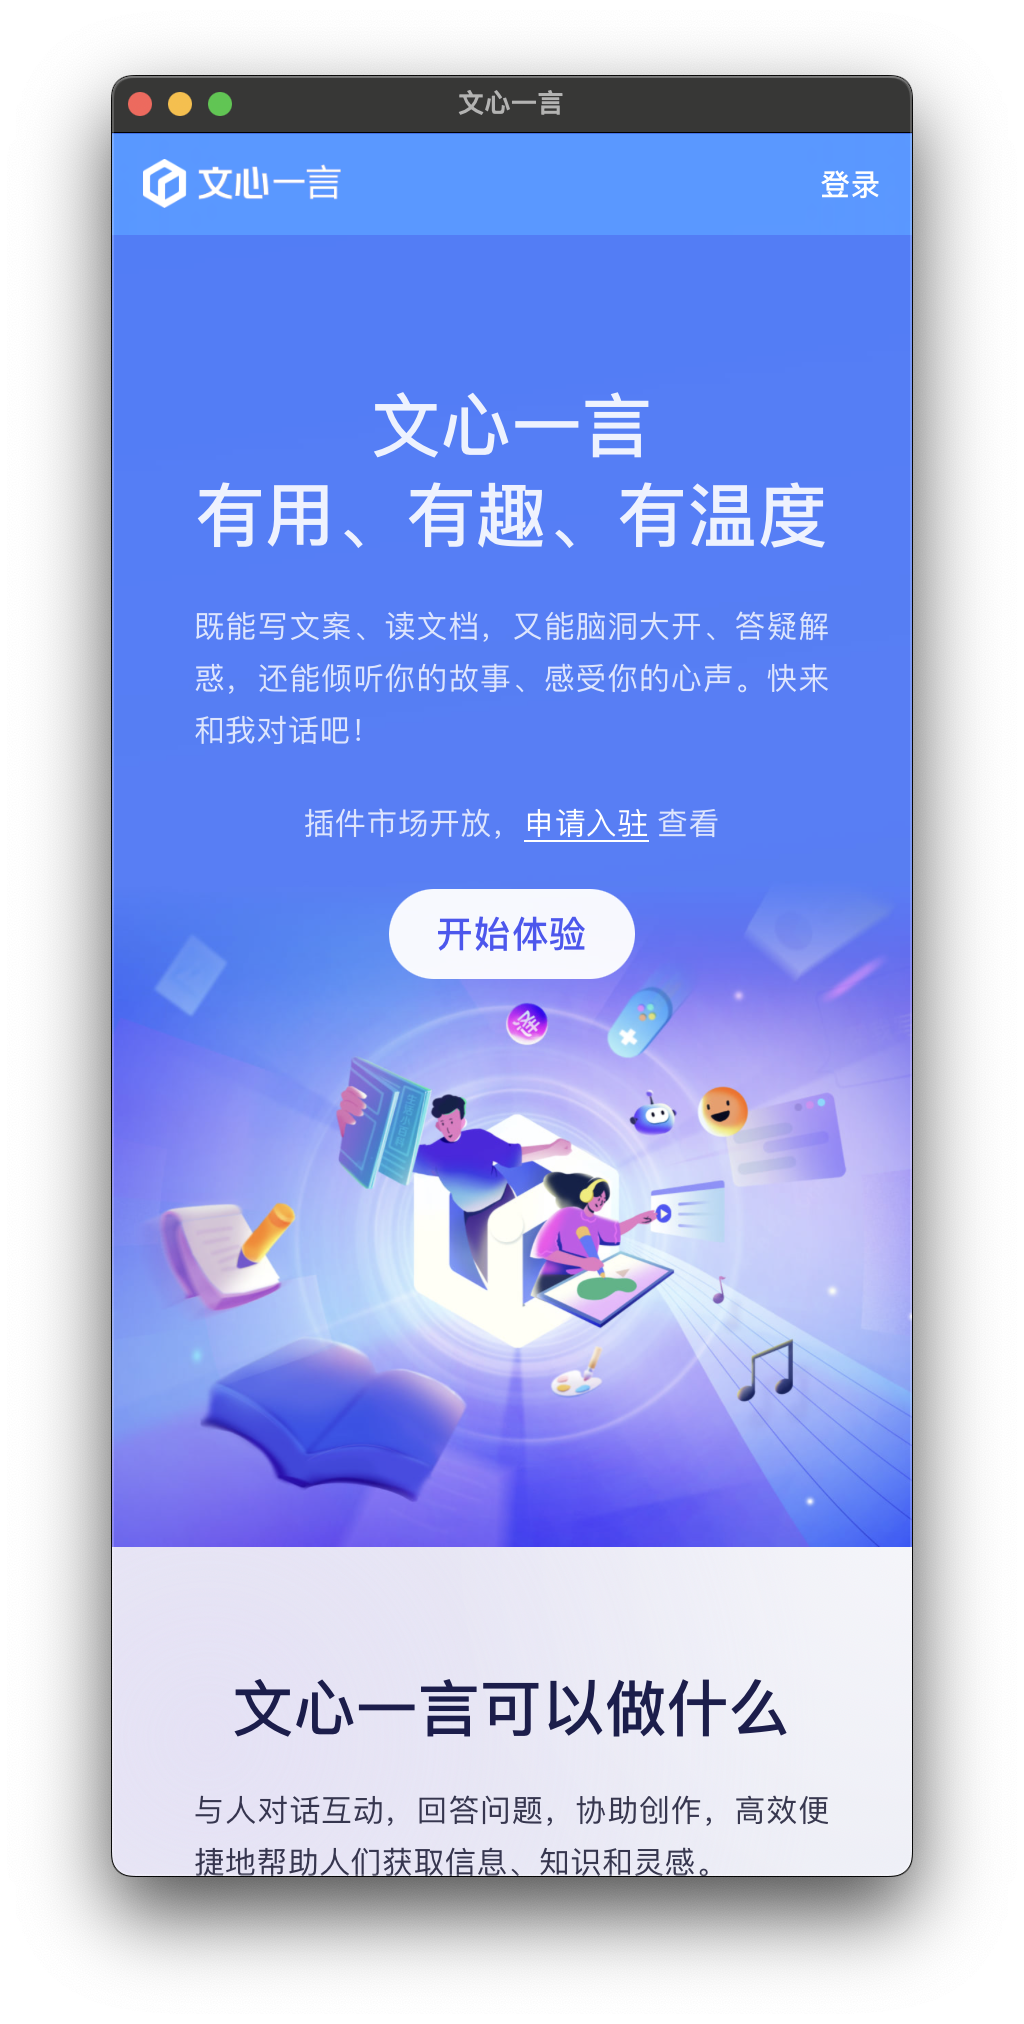 文心一言
文心一言
登录
文心一言
有用、有趣、有温度
既能写文案、读文档，又能脑洞大开、答疑解
惑，还能倾听你的故事、感受你的心声。快来
和我对话吧！
插件市场开放，申请入驻 查看
开始体验
文心一言可以做什么
与人对话互动，回答问题，协助创作，高效便
捷地帮助人们获取信息、知识和灵感。